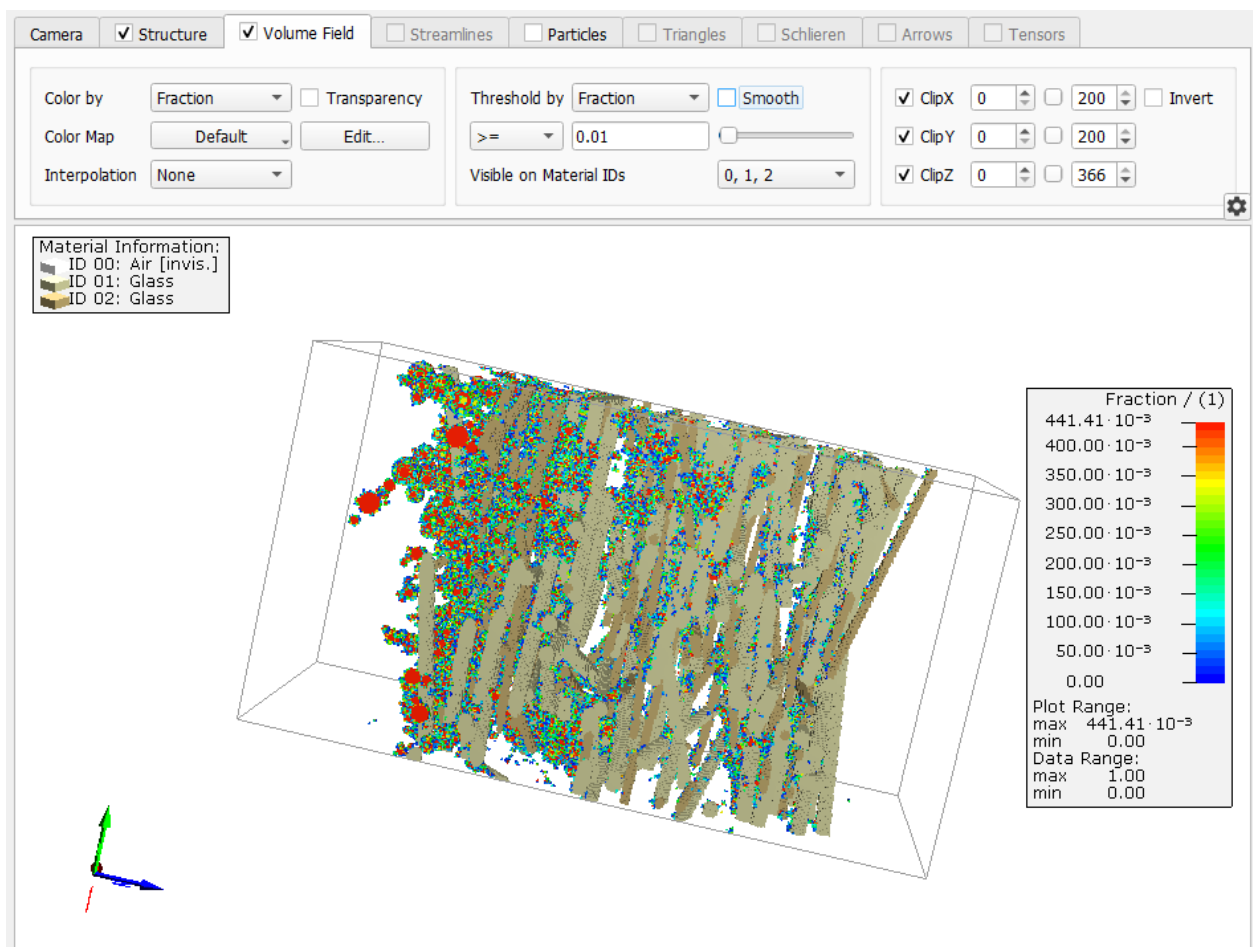 Camera Structure Volume Field Streamlines Particles Triangles Schlieren Arrows Tensors
Color by Fraction Transparency Threshold by Fraction Smooth ClipX 0 200 Invert
Color Map Default Edit... >= 0.01 ClipY 0 200
Interpolation None Visible on Material IDs 0, 1, 2 ClipZ 0 366
Material Information:
ID 00: Air [invis.]
ID 01: Glass
ID 02: Glass
Fraction / (1)
441.41·10⁻³
400.00·10⁻³
350.00·10⁻³
300.00·10⁻³
250.00·10⁻³
200.00·10⁻³
150.00·10⁻³
100.00·10⁻³
50.00·10⁻³
0.00
Plot Range:
max 441.41·10⁻³
min 0.00
Data Range:
max 1.00
min 0.00